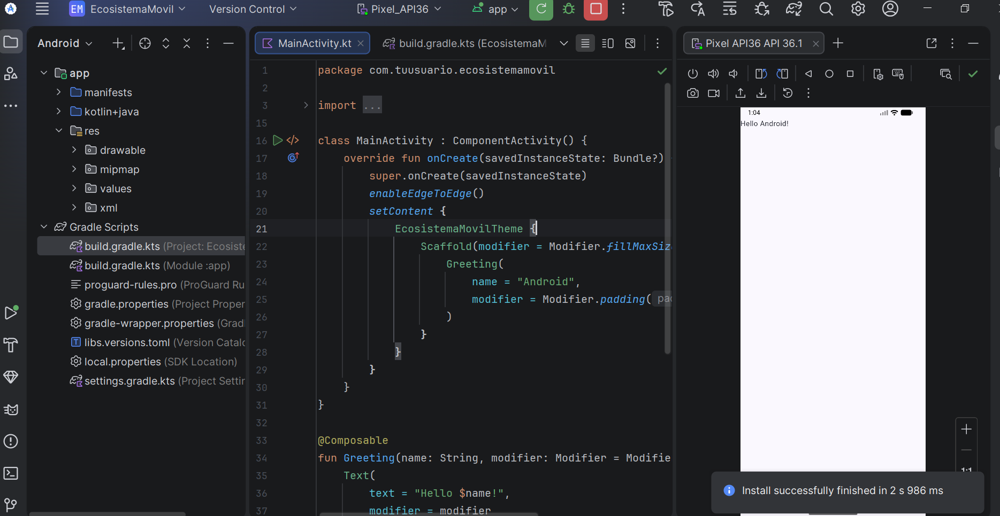 EM EcosistemaMovil Version Control Pixel_API36 app
Android
app
manifests
kotlin+java
res
drawable
mipmap
values
xml
Gradle Scripts
build.gradle.kts (Project: Ecosiste
build.gradle.kts (Module :app)
proguard-rules.pro (ProGuard Ru
gradle.properties (Project Proper
gradle-wrapper.properties (Grad
libs.versions.toml (Version Catalo
local.properties (SDK Location)
settings.gradle.kts (Project Settin
MainActivity.kt build.gradle.kts (EcosistemaM
1 package com.tuusuario.ecosistemamovil
2
3 import ...
15
16 class MainActivity : ComponentActivity() {
17 override fun onCreate(savedInstanceState: Bundle?)
18 super.onCreate(savedInstanceState)
19 enableEdgeToEdge()
20 setContent {
21 EcosistemaMovilTheme {
22 Scaffold(modifier = Modifier.fillMaxSiz
23 Greeting(
24 name = "Android",
25 modifier = Modifier.padding( pad
26 )
27 }
28 }
29 }
30 }
31 }
32
33 @Composable
34 fun Greeting(name: String, modifier: Modifier = Modifie
35 Text(
36 text = "Hello $name!",
37 modifier = modifier
Pixel API36 API 36.1
1:04
Hello Android!
1:1
Install successfully finished in 2 s 986 ms